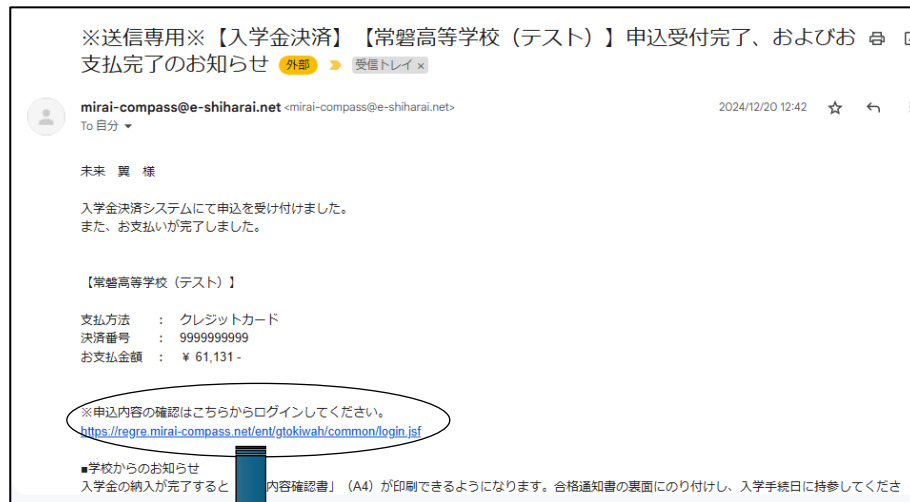 ※送信専用※【入学金決済】【常磐高等学校（テスト）】申込受付完了、およびお
支払完了のお知らせ 外部 受信トレイ ×
mirai-compass@e-shiharai.net <mirai-compass@e-shiharai.net>
2024/12/20 12:42
To 自分
未来 翼 様
入学金決済システムにて申込を受け付けました。
また、お支払いが完了しました。
【常磐高等学校（テスト）】
支払方法 ： クレジットカード
決済番号 ： 9999999999
お支払金額 ： ￥ 61,131 -
※申込内容の確認はこちらからログインしてください。
https://regre.mirai-compass.net/ent/gtokiwah/common/login.jsf
■学校からのお知らせ
入学金の納入が完了すると 内容確認書」（A4）が印刷できるようになります。合格通知書の裏面にのり付けし、入学手続日に持参してくださ